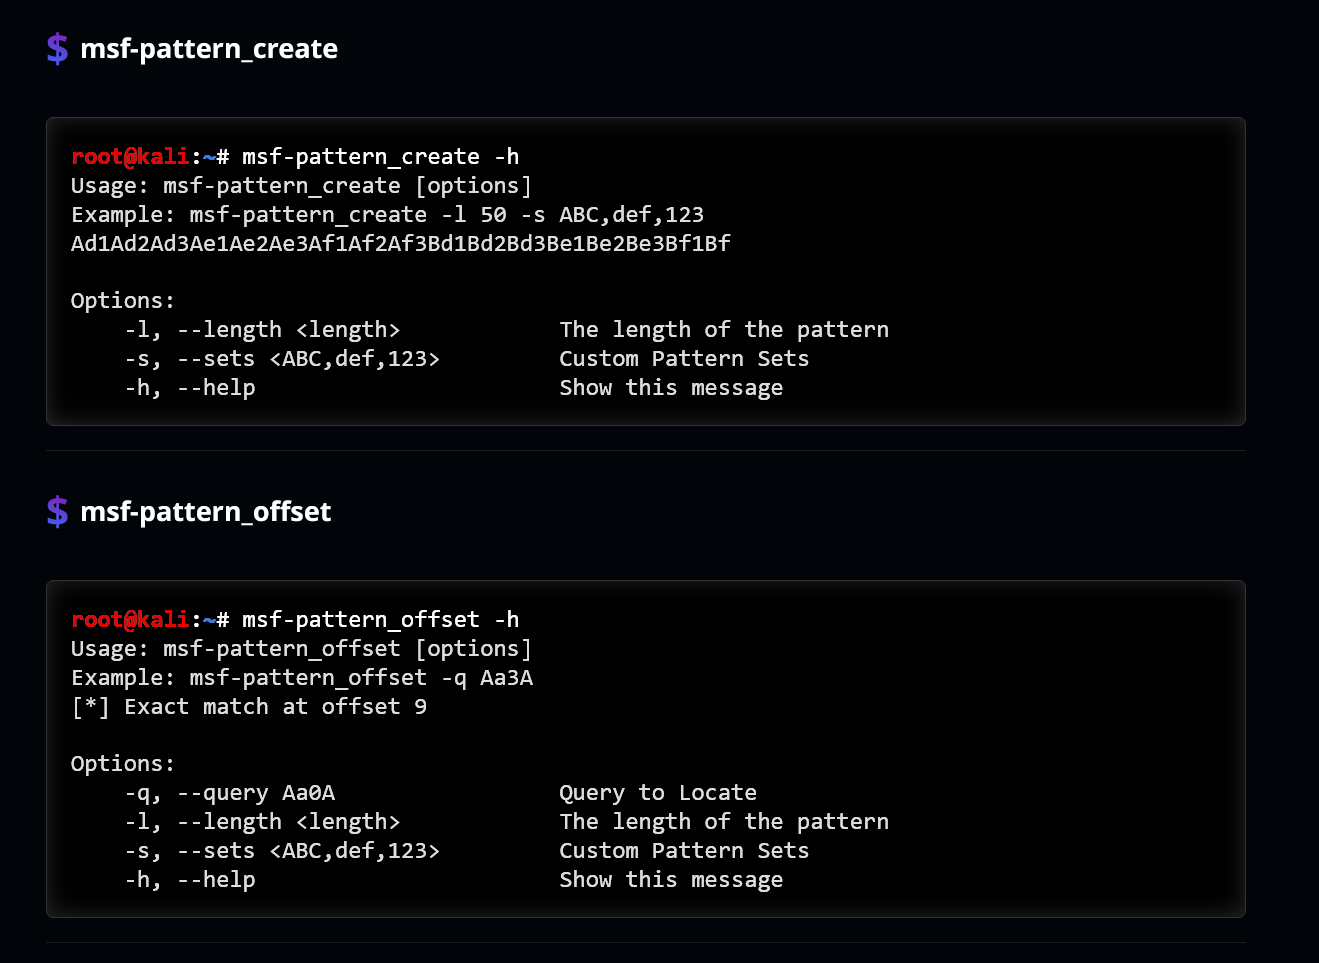 $ msf-pattern_create
root@kali:~# msf-pattern_create -h
Usage: msf-pattern_create [options]
Example: msf-pattern_create -l 50 -s ABC,def,123
Ad1Ad2Ad3Ae1Ae2Ae3Af1Af2Af3Bd1Bd2Bd3Be1Be2Be3Bf1Bf
Options:
-l, --length <length> The length of the pattern
-s, --sets <ABC,def,123> Custom Pattern Sets
-h, --help Show this message
$ msf-pattern_offset
root@kali:~# msf-pattern_offset -h
Usage: msf-pattern_offset [options]
Example: msf-pattern_offset -q Aa3A
[*] Exact match at offset 9
Options:
-q, --query Aa0A Query to Locate
-l, --length <length> The length of the pattern
-s, --sets <ABC,def,123> Custom Pattern Sets
-h, --help Show this message